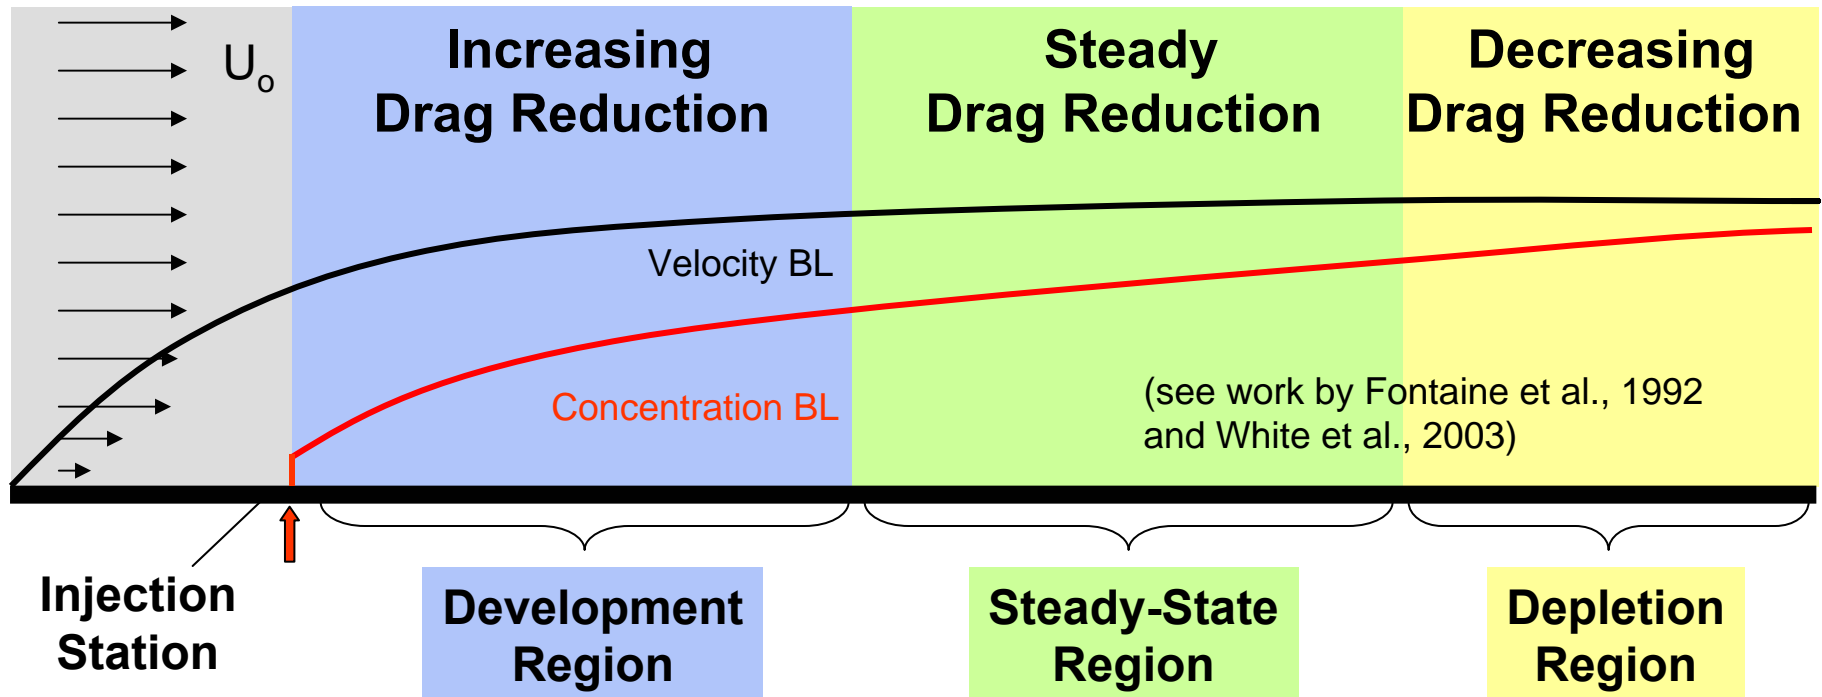 U₀
Increasing
Drag Reduction
Steady
Drag Reduction
Decreasing
Drag Reduction
Velocity BL
Concentration BL
(see work by Fontaine et al., 1992
and White et al., 2003)
Injection
Station
Development
Region
Steady-State
Region
Depletion
Region